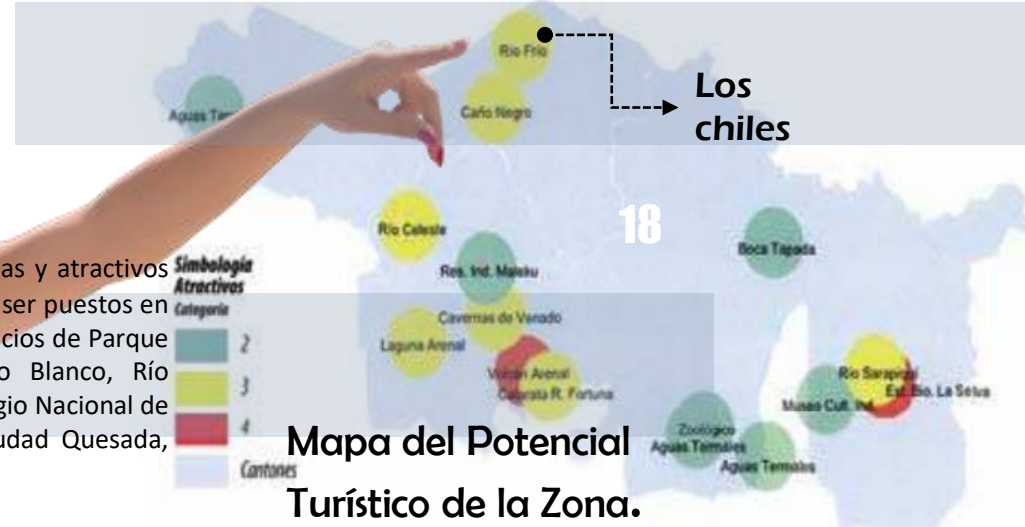 Río Frío
Los
chiles
Caño Negro
Aguas
Río Celeste
18
Boca Tapada
Res. Ind. Maleku
as y atractivos
ser puestos en
cios de Parque
o Blanco, Río
gio Nacional de
udad Quesada,
Simbología
Atractivos
Categoría
2
3
4
Cantones
Cavernas de Venado
Laguna Arenal
Volcán Arenal
Catarata R. Fortuna
Río Sarapiquí
Est. Bio. La Selva
Museo Cult. Ind.
Zoológico
Aguas Termales
Aguas Termales
Mapa del Potencial
Turístico de la Zona.